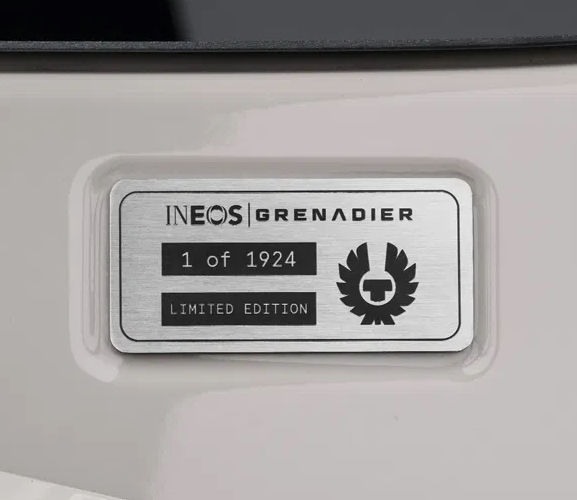 INEOS|GRENADIER
1 of 1924
LIMITED EDITION